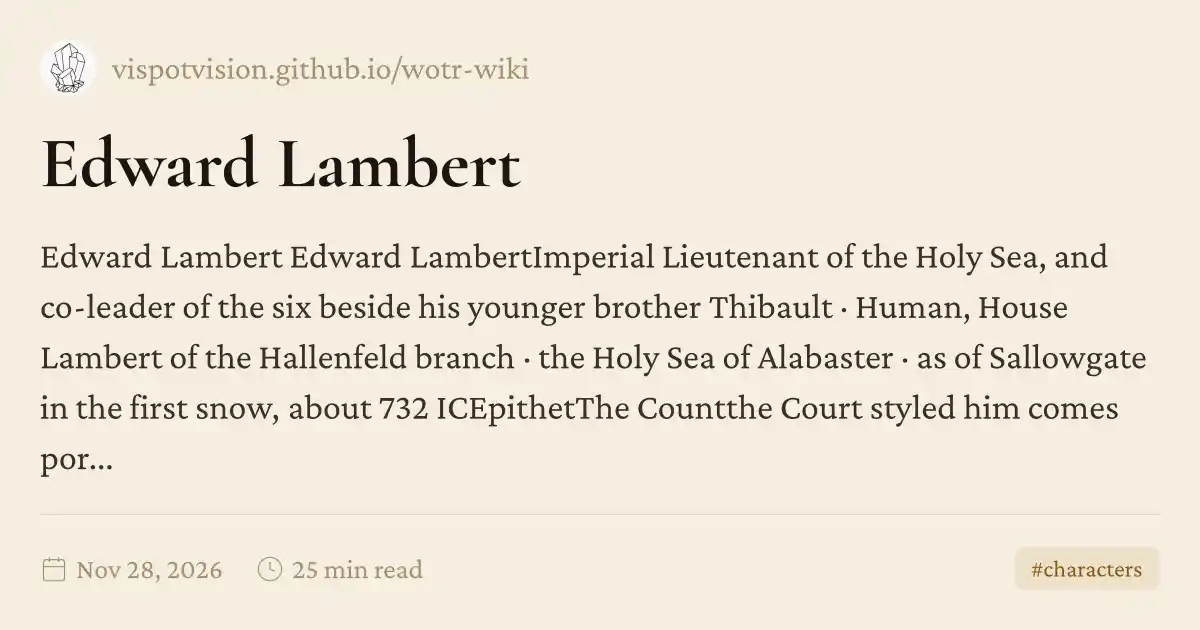 vispotvision.github.io/wotr-wiki
Edward Lambert
Edward Lambert Edward LambertImperial Lieutenant of the Holy Sea, and
co-leader of the six beside his younger brother Thibault · Human, House
Lambert of the Hallenfeld branch · the Holy Sea of Alabaster · as of Sallowgate
in the first snow, about 732 ICEpithetThe Countthe Court styled him comes
por...
Nov 28, 2026
25 min read
#characters